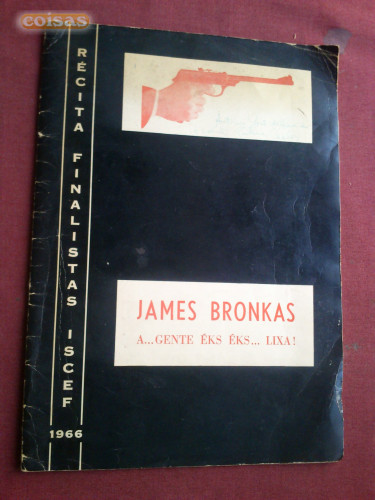 coisas
RÉCITA FINALISTAS ISCEF
1966
JAMES BRONKAS
A...GENTE ÉKS ÉKS... LIXA!